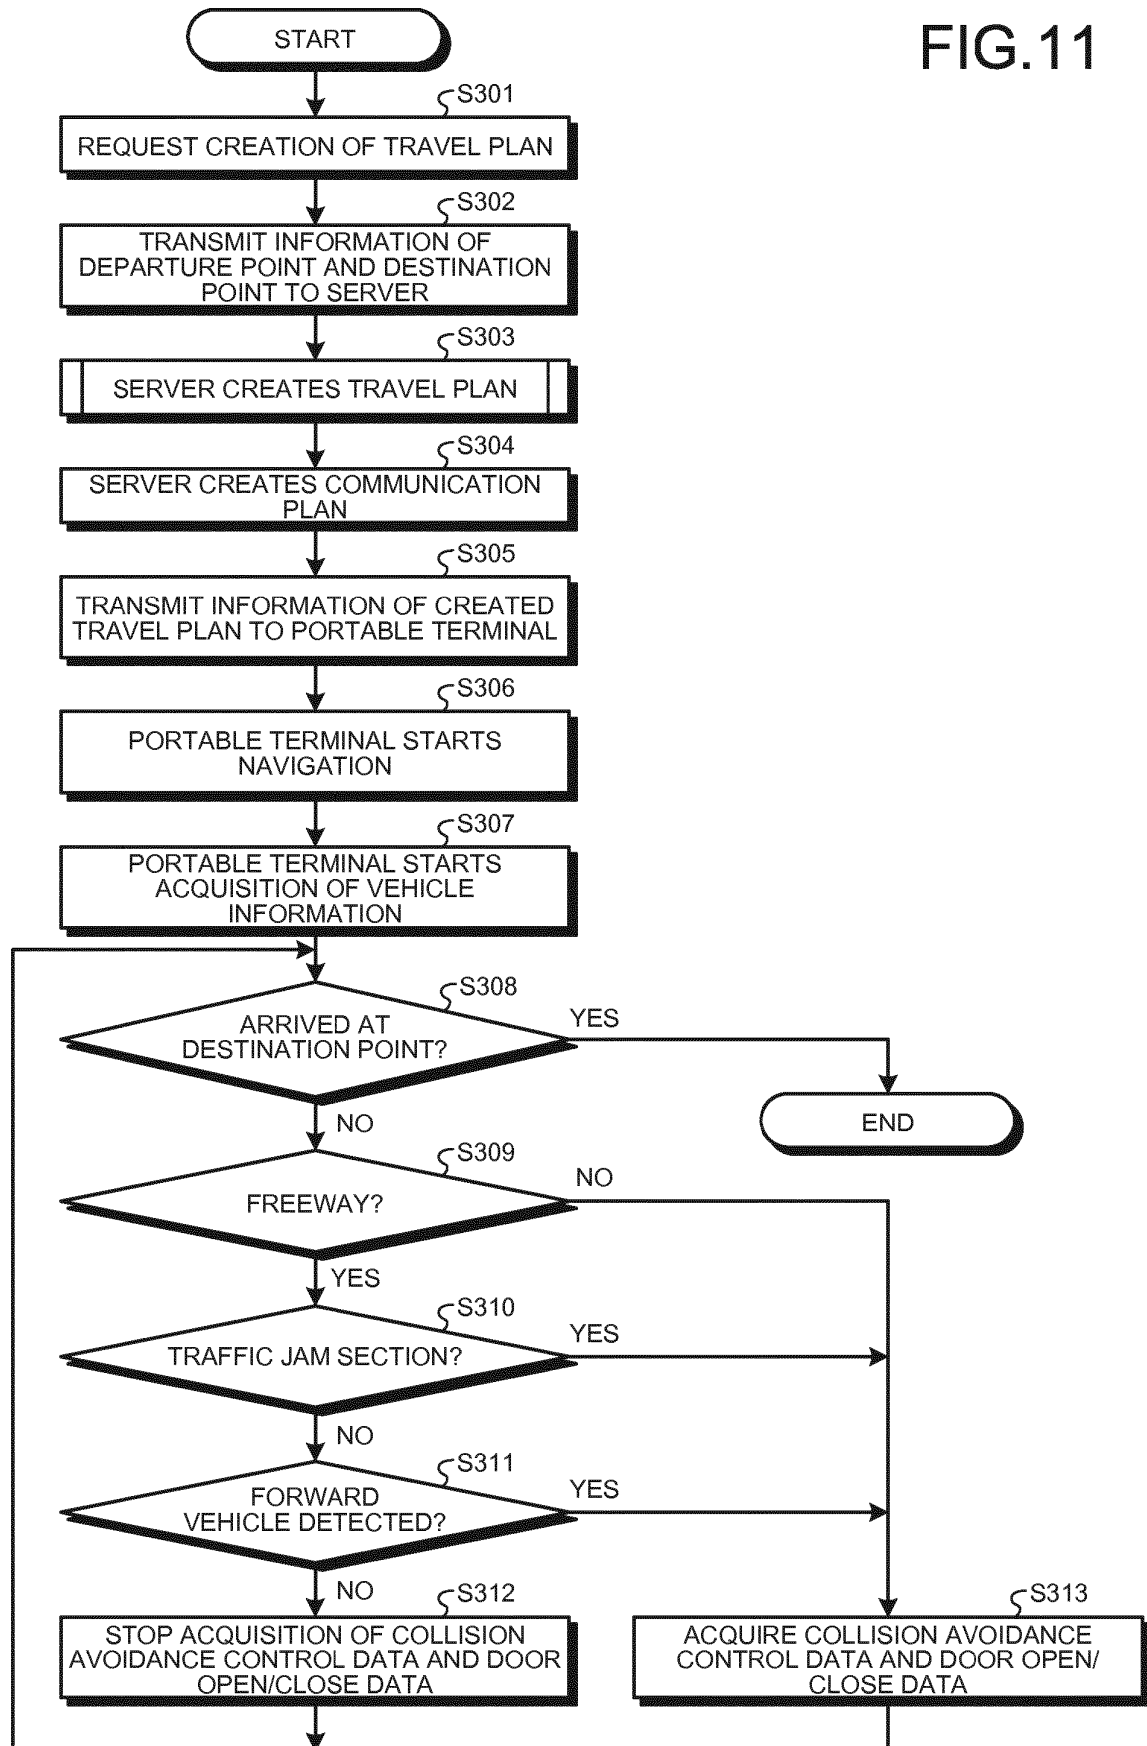 FIG.11
START
S301
REQUEST CREATION OF TRAVEL PLAN
S302
TRANSMIT INFORMATION OF
DEPARTURE POINT AND DESTINATION
POINT TO SERVER
S303
SERVER CREATES TRAVEL PLAN
S304
SERVER CREATES COMMUNICATION
PLAN
S305
TRANSMIT INFORMATION OF CREATED
TRAVEL PLAN TO PORTABLE TERMINAL
S306
PORTABLE TERMINAL STARTS
NAVIGATION
S307
PORTABLE TERMINAL STARTS
ACQUISITION OF VEHICLE
INFORMATION
S308
ARRIVED AT
DESTINATION POINT?
YES
NO
END
S309
FREEWAY?
NO
YES
S310
TRAFFIC JAM SECTION?
YES
NO
S311
FORWARD
VEHICLE DETECTED?
YES
NO
S312
STOP ACQUISITION OF COLLISION
AVOIDANCE CONTROL DATA AND DOOR
OPEN/CLOSE DATA
S313
ACQUIRE COLLISION AVOIDANCE
CONTROL DATA AND DOOR OPEN/
CLOSE DATA